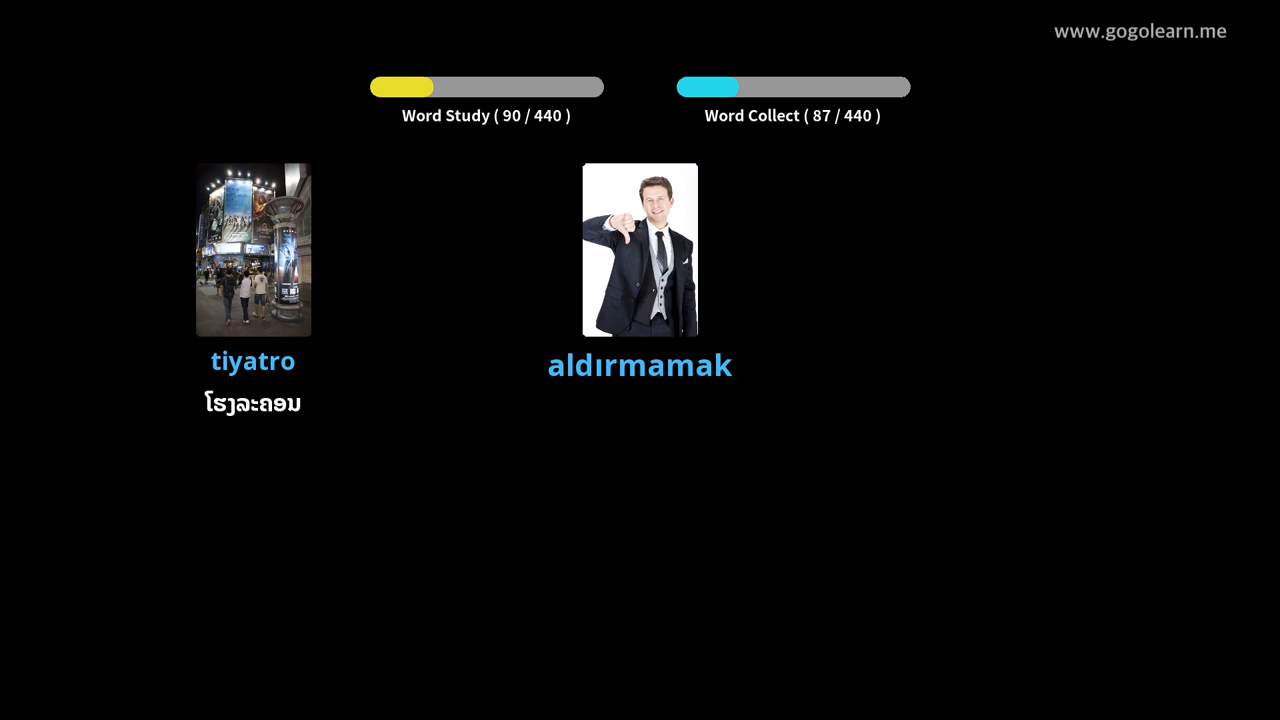 www.gogolearn.me
Word Study ( 90 / 440 )
Word Collect ( 87 / 440 )
tiyatro
ໂຮງລະຄອນ
aldırmamak